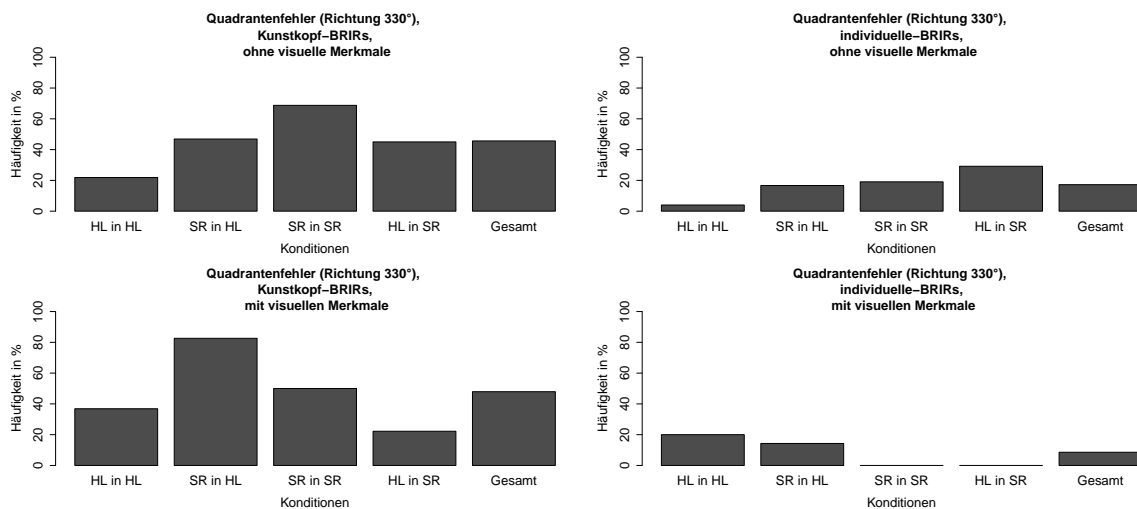 Quadrantenfehler (Richtung 330°),
Kunstkopf−BRIRs,
ohne visuelle Merkmale
Häufigkeit in %
100
80
60
40
20
0
HL in HL SR in HL SR in SR HL in SR Gesamt
Konditionen
Quadrantenfehler (Richtung 330°),
individuelle−BRIRs,
ohne visuelle Merkmale
Häufigkeit in %
100
80
60
40
20
0
HL in HL SR in HL SR in SR HL in SR Gesamt
Konditionen
Quadrantenfehler (Richtung 330°),
Kunstkopf−BRIRs,
mit visuellen Merkmale
Häufigkeit in %
100
80
60
40
20
0
HL in HL SR in HL SR in SR HL in SR Gesamt
Konditionen
Quadrantenfehler (Richtung 330°),
individuelle−BRIRs,
mit visuellen Merkmale
Häufigkeit in %
100
80
60
40
20
0
HL in HL SR in HL SR in SR HL in SR Gesamt
Konditionen